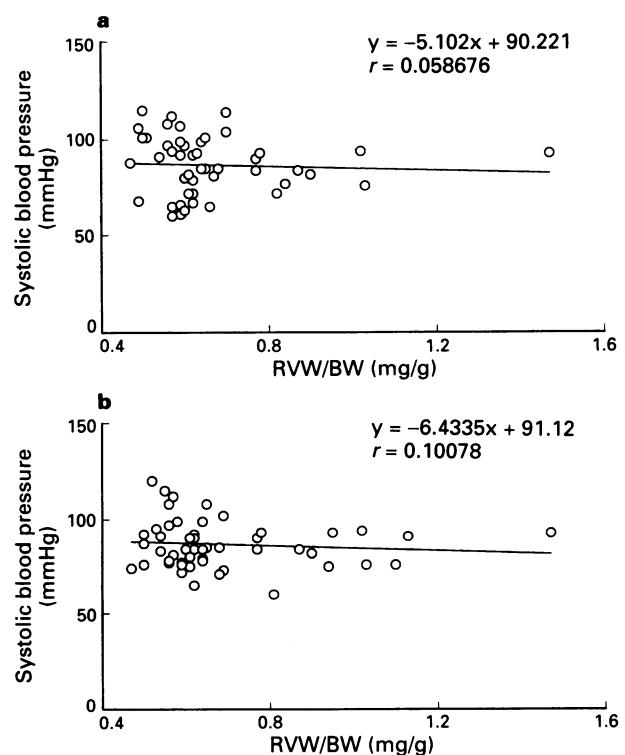 a
y = −5.102x + 90.221
r = 0.058676
150
100
50
0
Systolic blood pressure
(mmHg)
0.4
0.8
1.2
1.6
RVW/BW (mg/g)
b
y = −6.4335x + 91.12
r = 0.10078
150
100
50
0
Systolic blood pressure
(mmHg)
0.4
0.8
1.2
1.6
RVW/BW (mg/g)